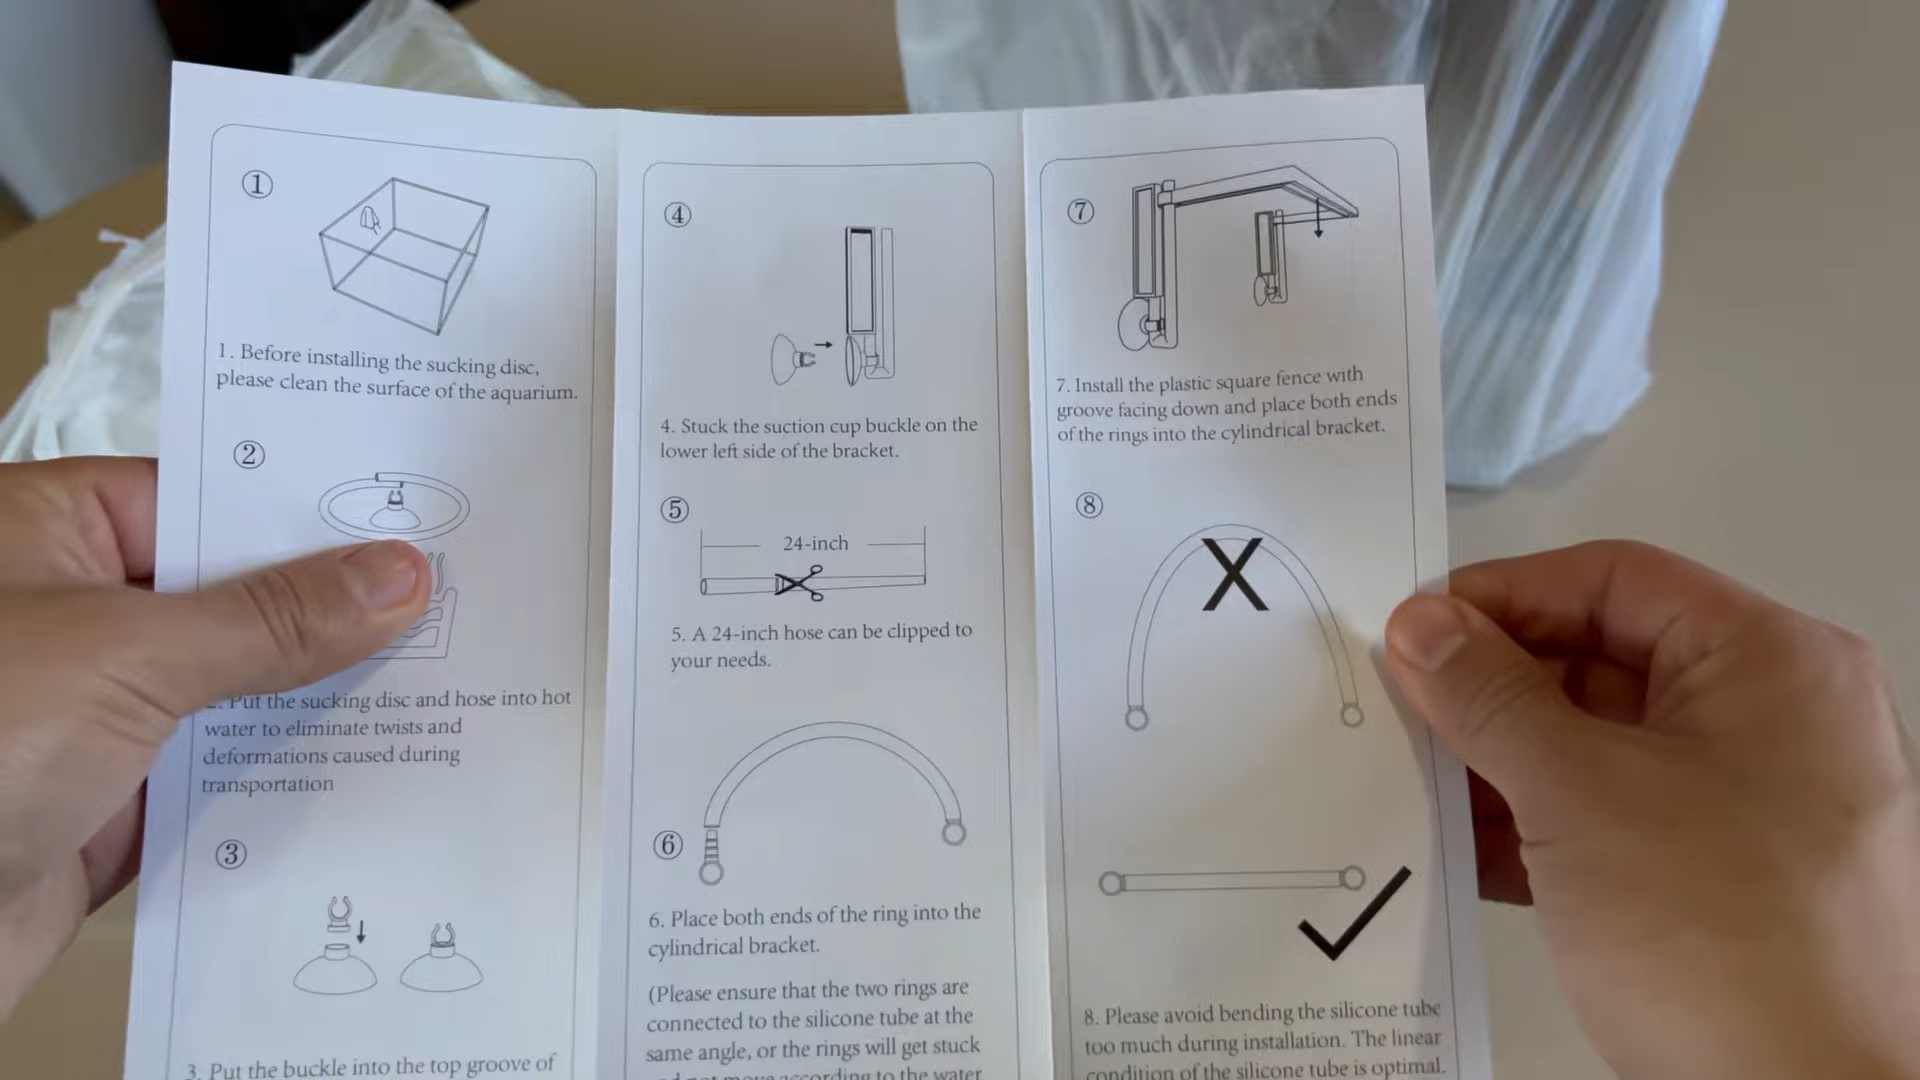 ①
1. Before installing the sucking disc,
please clean the surface of the aquarium.
②
Put the sucking disc and hose into hot
water to eliminate twists and
deformations caused during
transportation
③
3. Put the buckle into the top groove of
④
4. Stuck the suction cup buckle on the
lower left side of the bracket.
⑤
24-inch
5. A 24-inch hose can be clipped to
your needs.
⑥
6. Place both ends of the ring into the
cylindrical bracket.
(Please ensure that the two rings are
connected to the silicone tube at the
same angle, or the rings will get stuck
move according to the water
⑦
7. Install the plastic square fence with
groove facing down and place both ends
of the rings into the cylindrical bracket.
⑧
X
8. Please avoid bending the silicone tube
too much during installation. The linear
condition of the silicone tube is optimal.